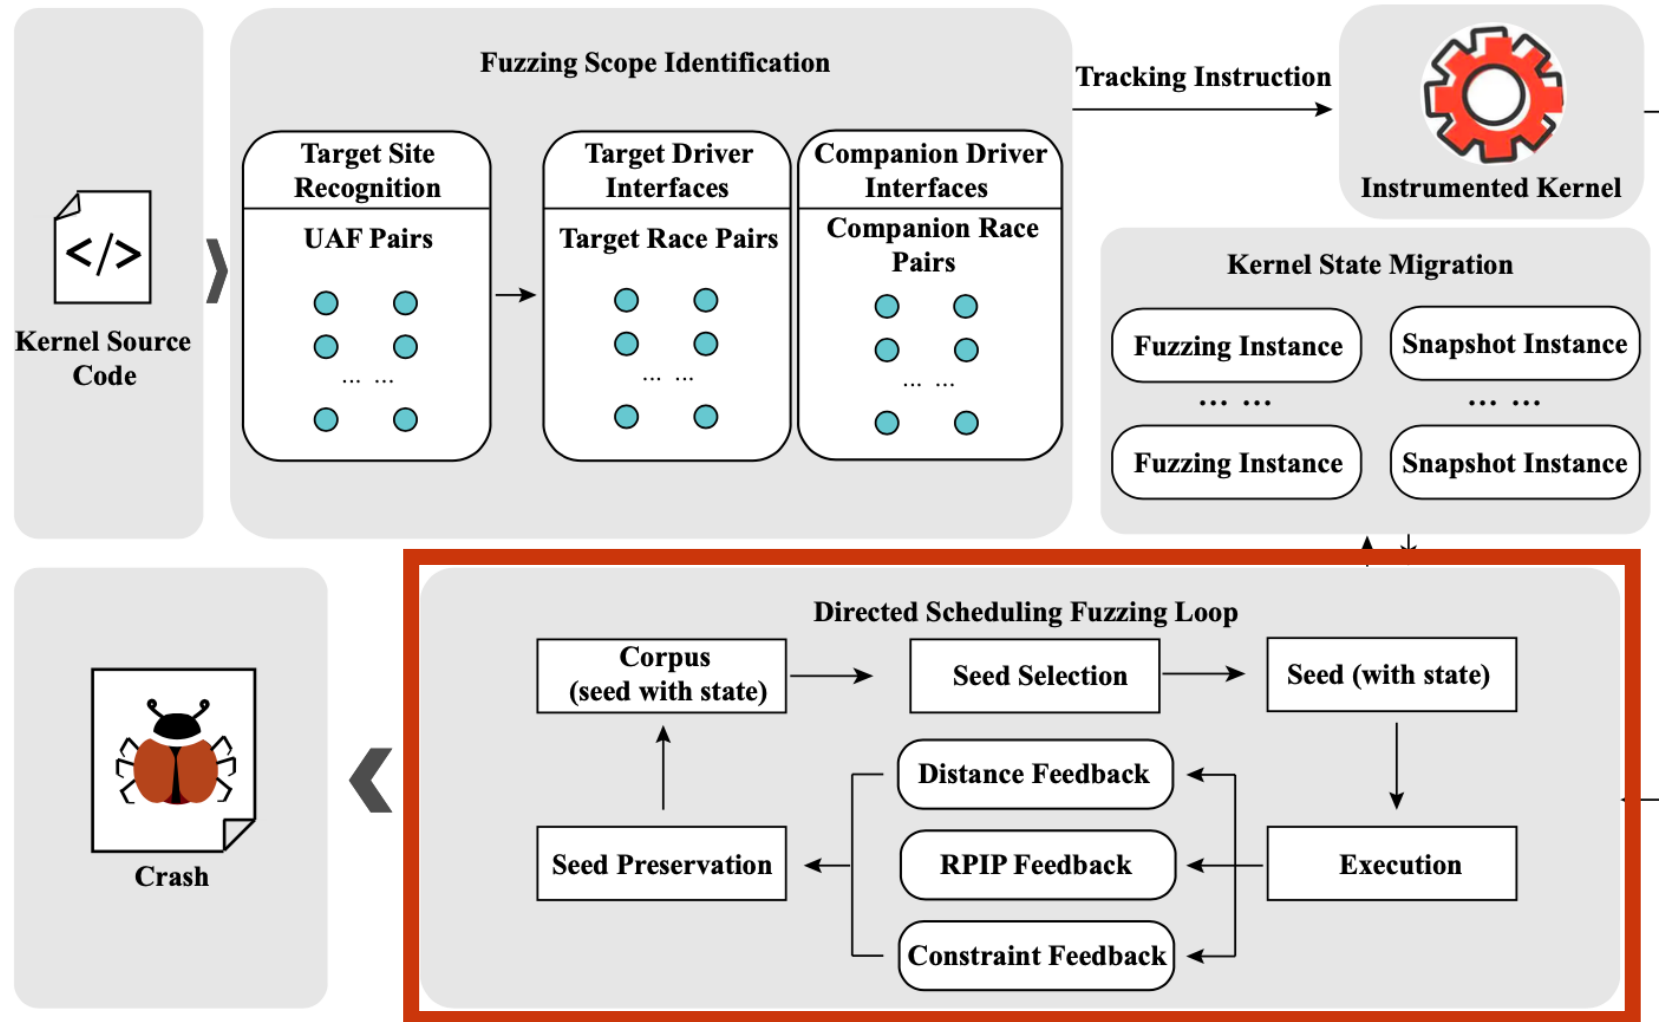 Fuzzing Scope Identification
Tracking Instruction
Instrumented Kernel
Kernel Source
Code
</>
Target Site
Recognition
UAF Pairs
... ...
Target Driver
Interfaces
Target Race Pairs
... ...
Companion Driver
Interfaces
Companion Race
Pairs
... ...
Kernel State Migration
Fuzzing Instance
Snapshot Instance
... ...
... ...
Fuzzing Instance
Snapshot Instance
Directed Scheduling Fuzzing Loop
Corpus
(seed with state)
Seed Selection
Seed (with state)
Distance Feedback
Seed Preservation
RPIP Feedback
Execution
Constraint Feedback
Crash